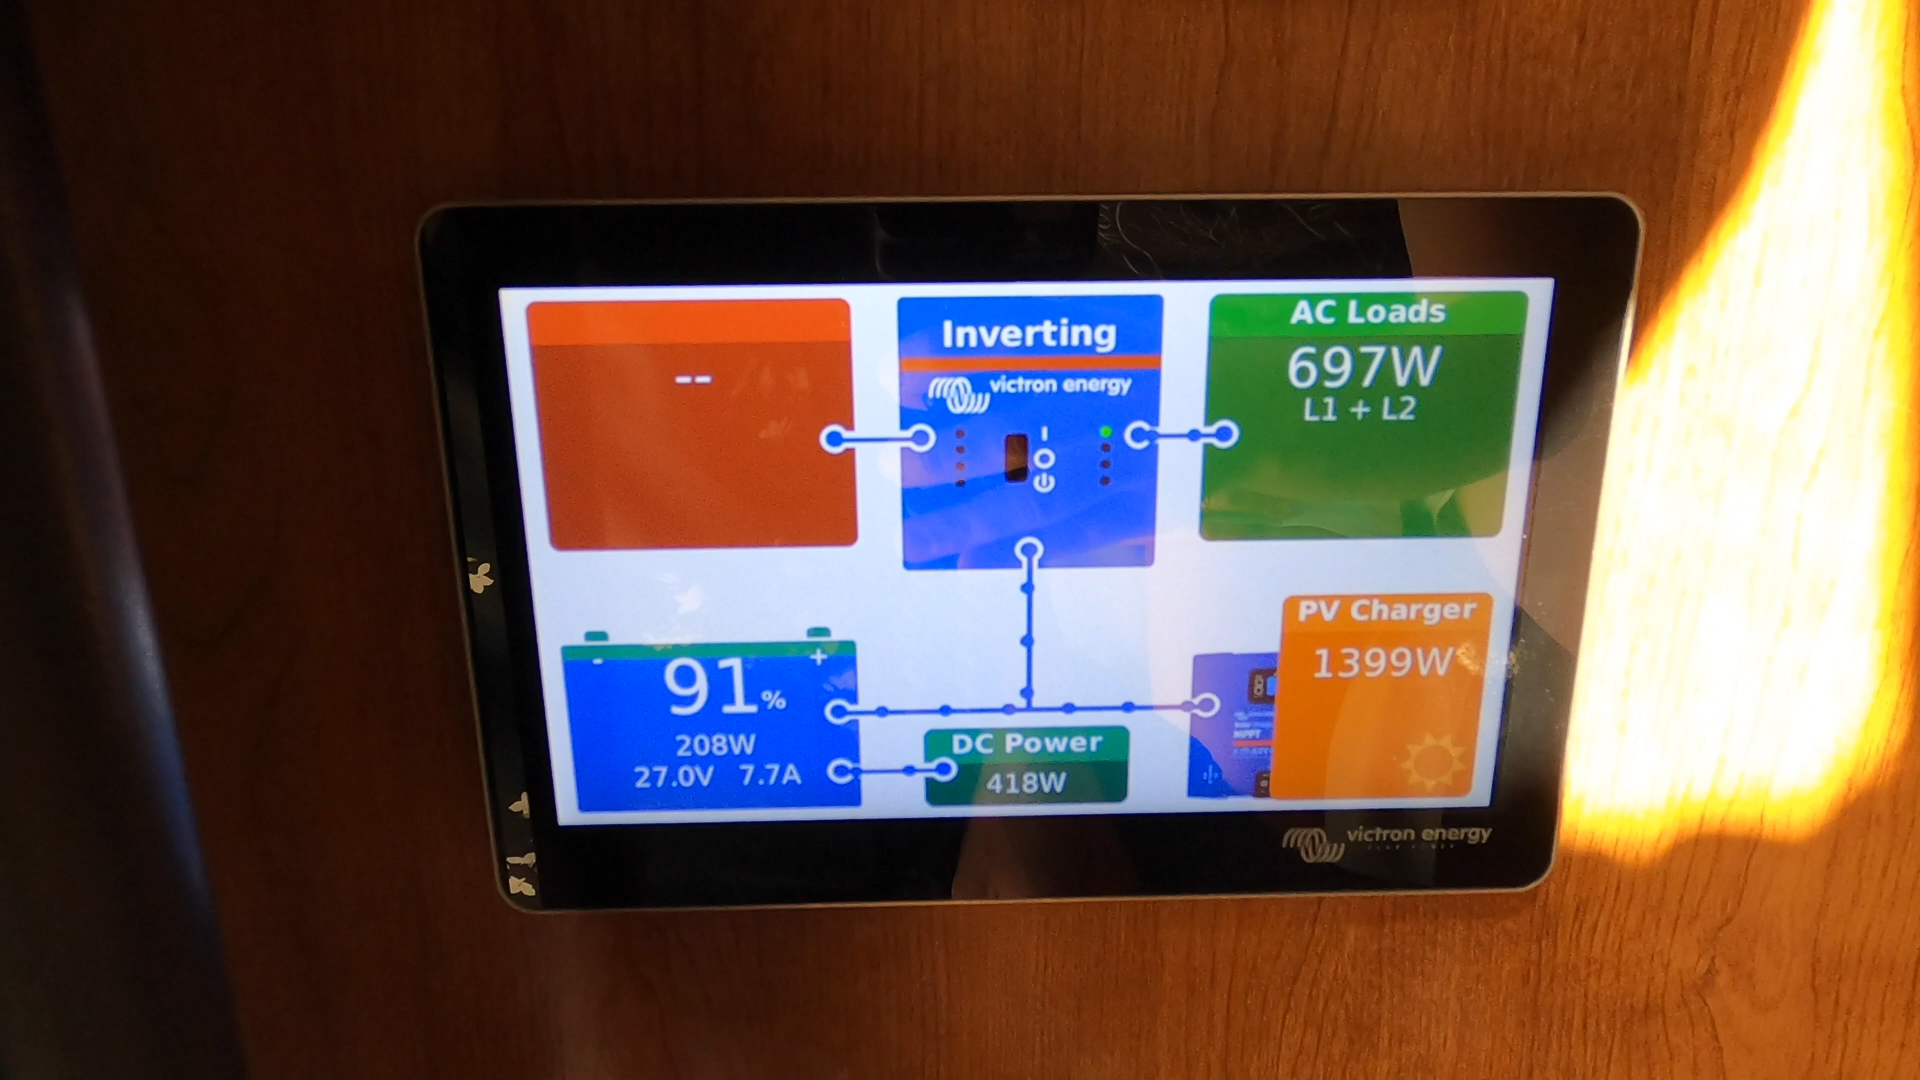 --
Inverting
victron energy
AC Loads
697W
L1 + L2
91%
208W
27.0V 7.7A
DC Power
418W
PV Charger
1399W
MPPT
victron energy